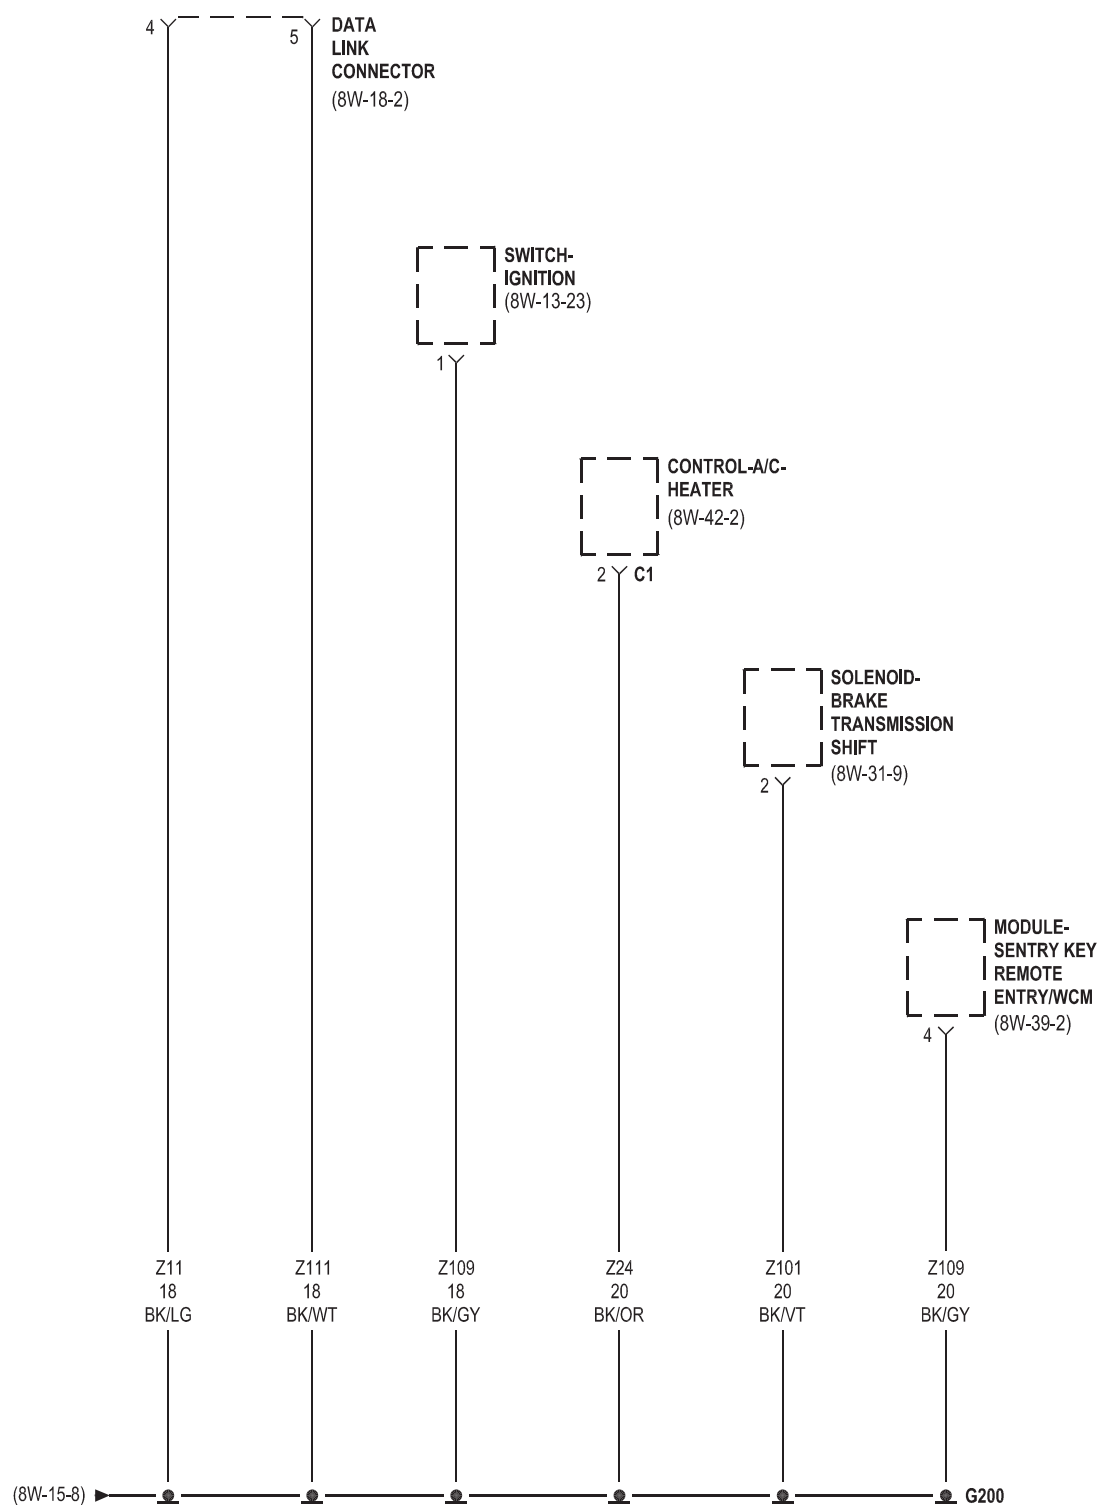 4
5
DATA
LINK
CONNECTOR
(8W-18-2)
SWITCH-
IGNITION
(8W-13-23)
1
CONTROL-A/C-
HEATER
(8W-42-2)
2
C1
SOLENOID-
BRAKE
TRANSMISSION
SHIFT
(8W-31-9)
2
MODULE-
SENTRY KEY
REMOTE
ENTRY/WCM
(8W-39-2)
4
Z11
18
BK/LG
Z111
18
BK/WT
Z109
18
BK/GY
Z24
20
BK/OR
Z101
20
BK/VT
Z109
20
BK/GY
(8W-15-8)
G200